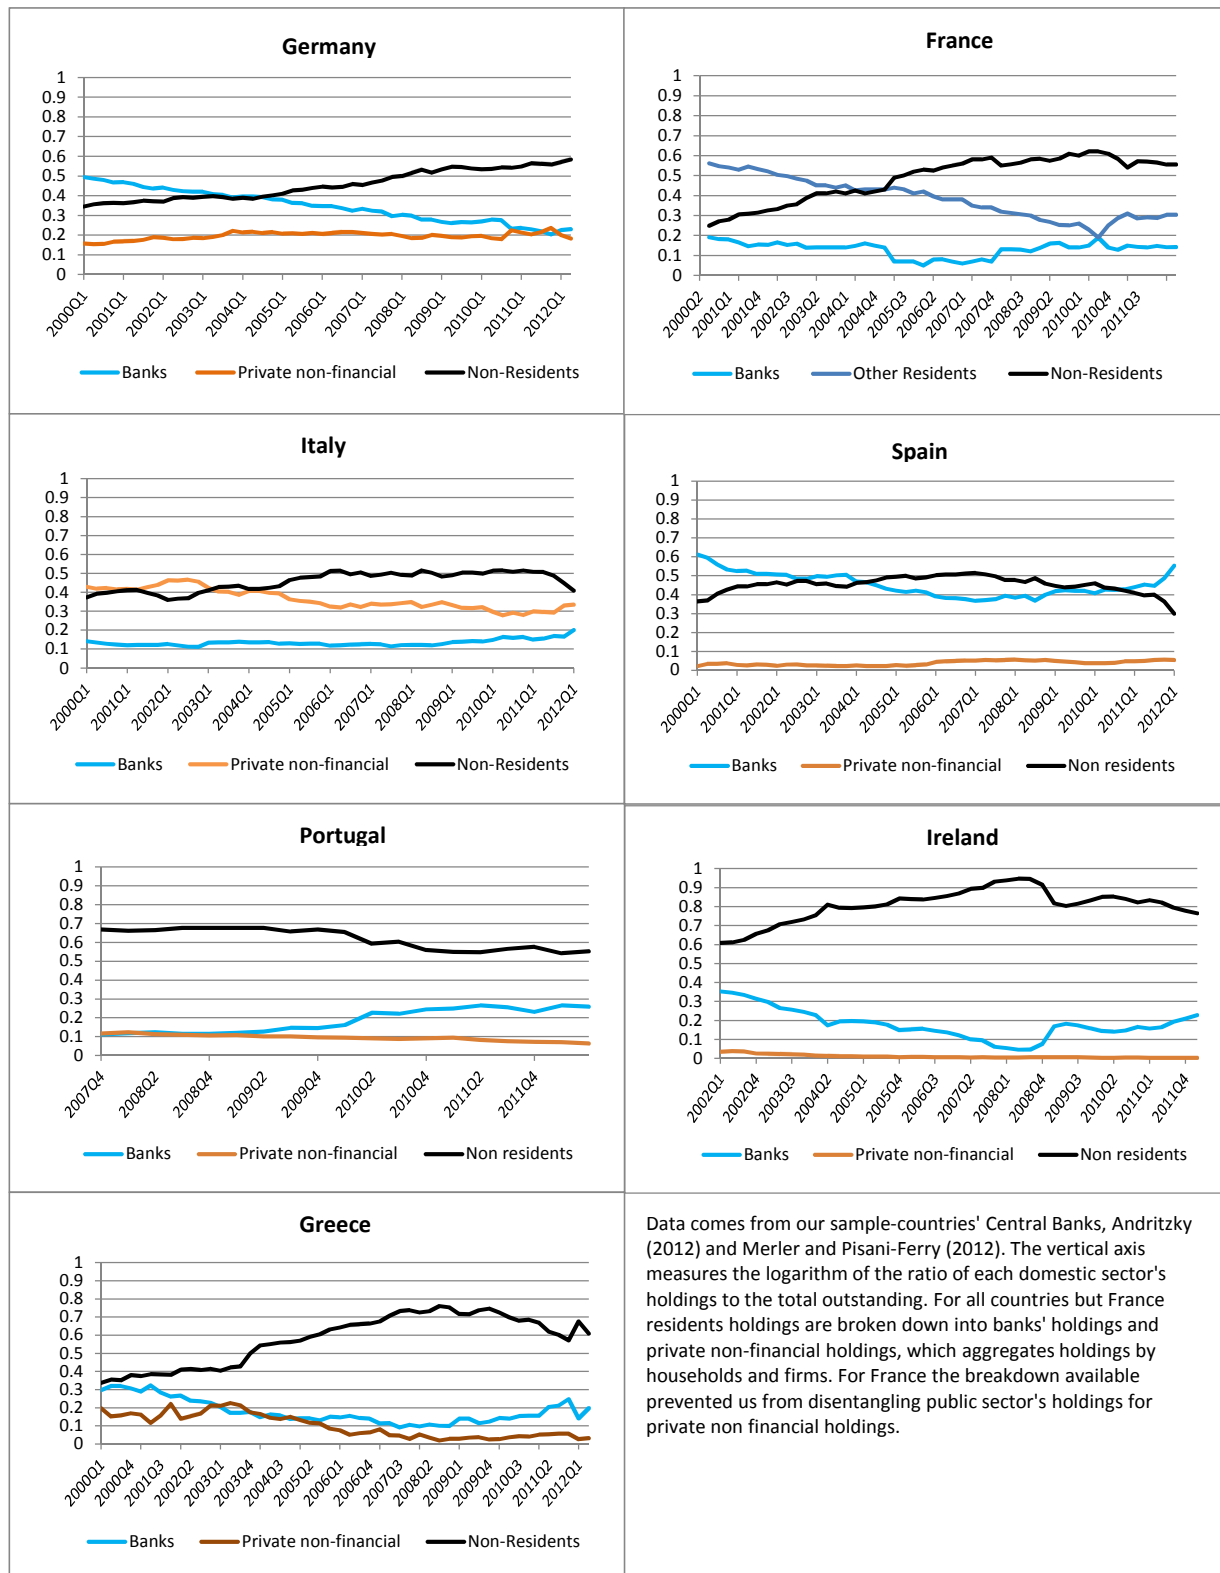 Germany
1
0.9
0.8
0.7
0.6
0.5
0.4
0.3
0.2
0.1
0
2000Q1
2001Q1
2002Q1
2003Q1
2004Q1
2005Q1
2006Q1
2007Q1
2008Q1
2009Q1
2010Q1
2011Q1
2012Q1
Banks Private non-financial Non-Residents
France
1
0.9
0.8
0.7
0.6
0.5
0.4
0.3
0.2
0.1
0
2000Q2
2001Q1
2001Q4
2002Q3
2003Q2
2004Q1
2004Q4
2005Q3
2006Q2
2007Q1
2007Q4
2008Q3
2009Q2
2010Q1
2010Q4
2011Q3
Banks Other Residents Non-Residents
Italy
1
0.9
0.8
0.7
0.6
0.5
0.4
0.3
0.2
0.1
0
2000Q1
2001Q1
2002Q1
2003Q1
2004Q1
2005Q1
2006Q1
2007Q1
2008Q1
2009Q1
2010Q1
2011Q1
2012Q1
Banks Private non-financial Non-Residents
Spain
1
0.9
0.8
0.7
0.6
0.5
0.4
0.3
0.2
0.1
0
2000Q1
2001Q1
2002Q1
2003Q1
2004Q1
2005Q1
2006Q1
2007Q1
2008Q1
2009Q1
2010Q1
2011Q1
2012Q1
Banks Private non-financial Non residents
Portugal
1
0.9
0.8
0.7
0.6
0.5
0.4
0.3
0.2
0.1
0
2007Q4
2008Q2
2008Q4
2009Q2
2009Q4
2010Q2
2010Q4
2011Q2
2011Q4
Banks Private non-financial Non residents
Ireland
1
0.9
0.8
0.7
0.6
0.5
0.4
0.3
0.2
0.1
0
2002Q1
2002Q4
2003Q3
2004Q2
2005Q1
2005Q4
2006Q3
2007Q2
2008Q1
2008Q4
2009Q3
2010Q2
2011Q1
2011Q4
Banks Private non-financial Non residents
Greece
1
0.9
0.8
0.7
0.6
0.5
0.4
0.3
0.2
0.1
0
2000Q1
2000Q4
2001Q3
2002Q2
2003Q1
2003Q4
2004Q3
2005Q2
2006Q1
2006Q4
2007Q3
2008Q2
2009Q1
2009Q4
2010Q3
2011Q2
2012Q1
Banks Private non-financial Non-Residents
Data comes from our sample-countries' Central Banks, Andritzky
(2012) and Merler and Pisani-Ferry (2012). The vertical axis
measures the logarithm of the ratio of each domestic sector's
holdings to the total outstanding. For all countries but France
residents holdings are broken down into banks' holdings and
private non-financial holdings, which aggregates holdings by
households and firms. For France the breakdown available
prevented us from disentangling public sector's holdings for
private non financial holdings.